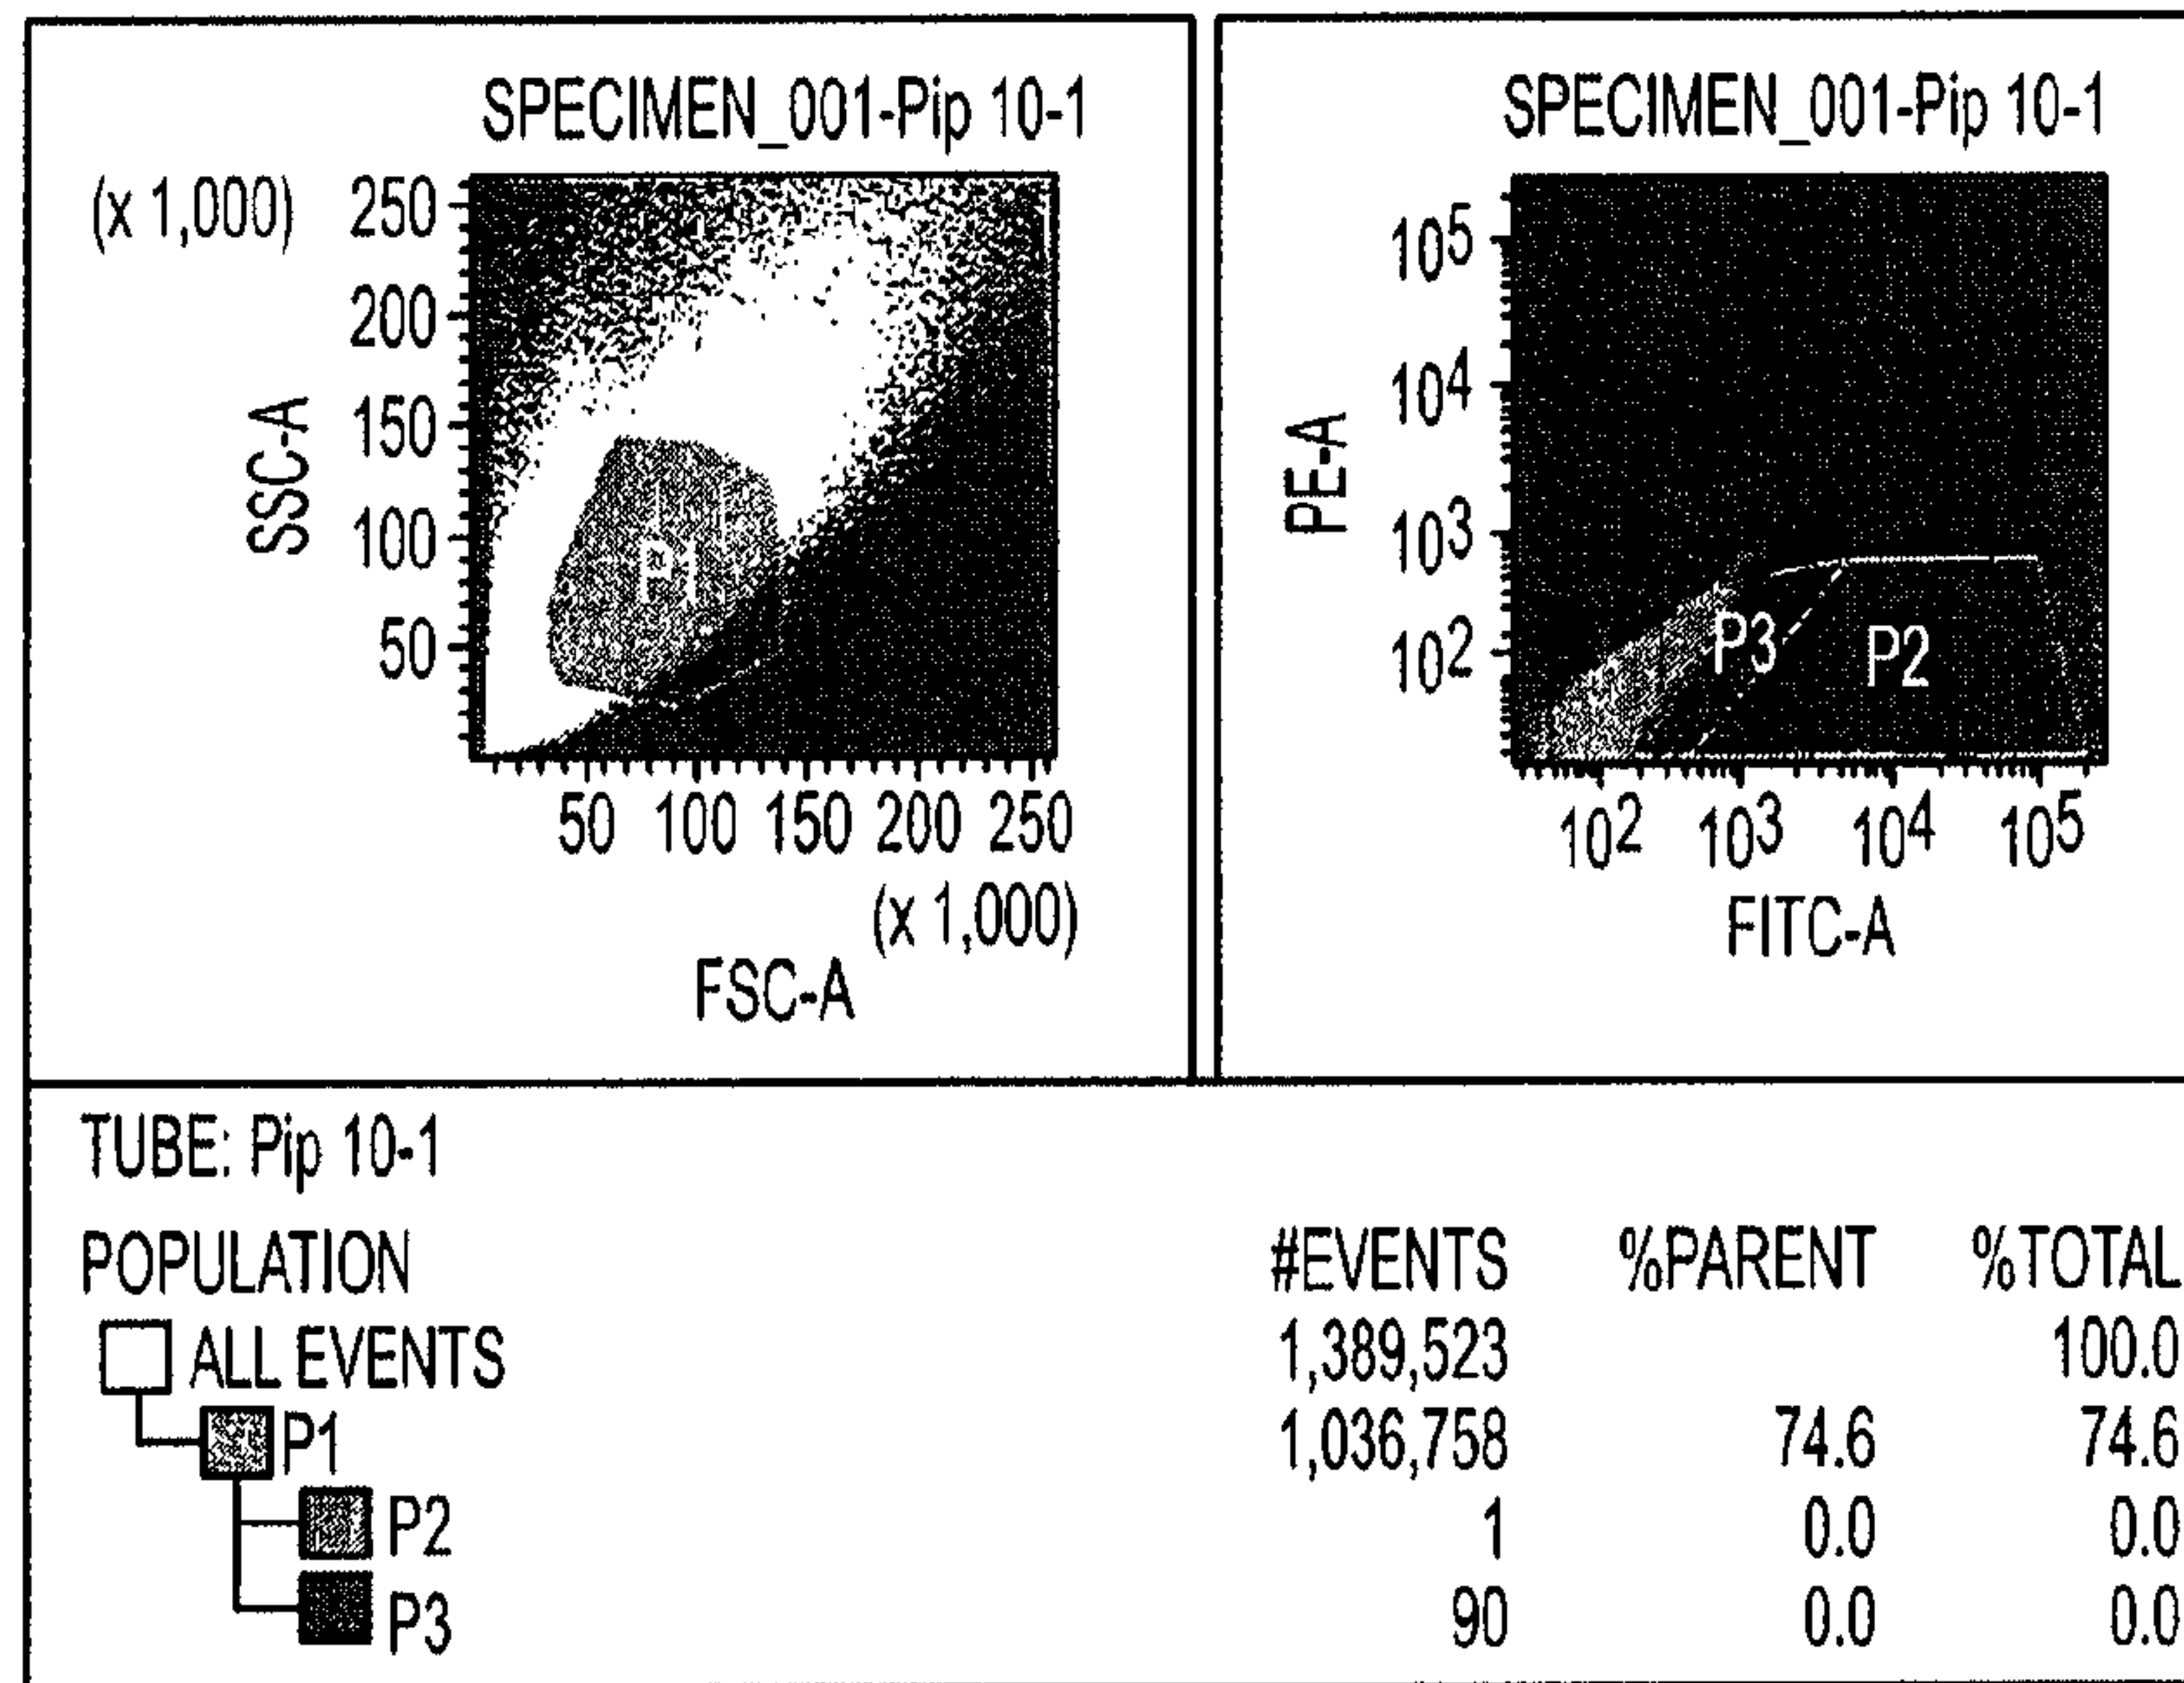 SPECIMEN_001-Pip 10-1
(x 1,000)
250
200
150
100
50
SSC-A
P1
50 100 150 200 250
(x 1,000)
FSC-A
SPECIMEN_001-Pip 10-1
10^5
10^4
10^3
10^2
PE-A
P3
P2
10^2 10^3 10^4 10^5
FITC-A
TUBE: Pip 10-1
POPULATION #EVENTS %PARENT %TOTAL
ALL EVENTS 1,389,523 100.0
P1 1,036,758 74.6 74.6
P2 1 0.0 0.0
P3 90 0.0 0.0